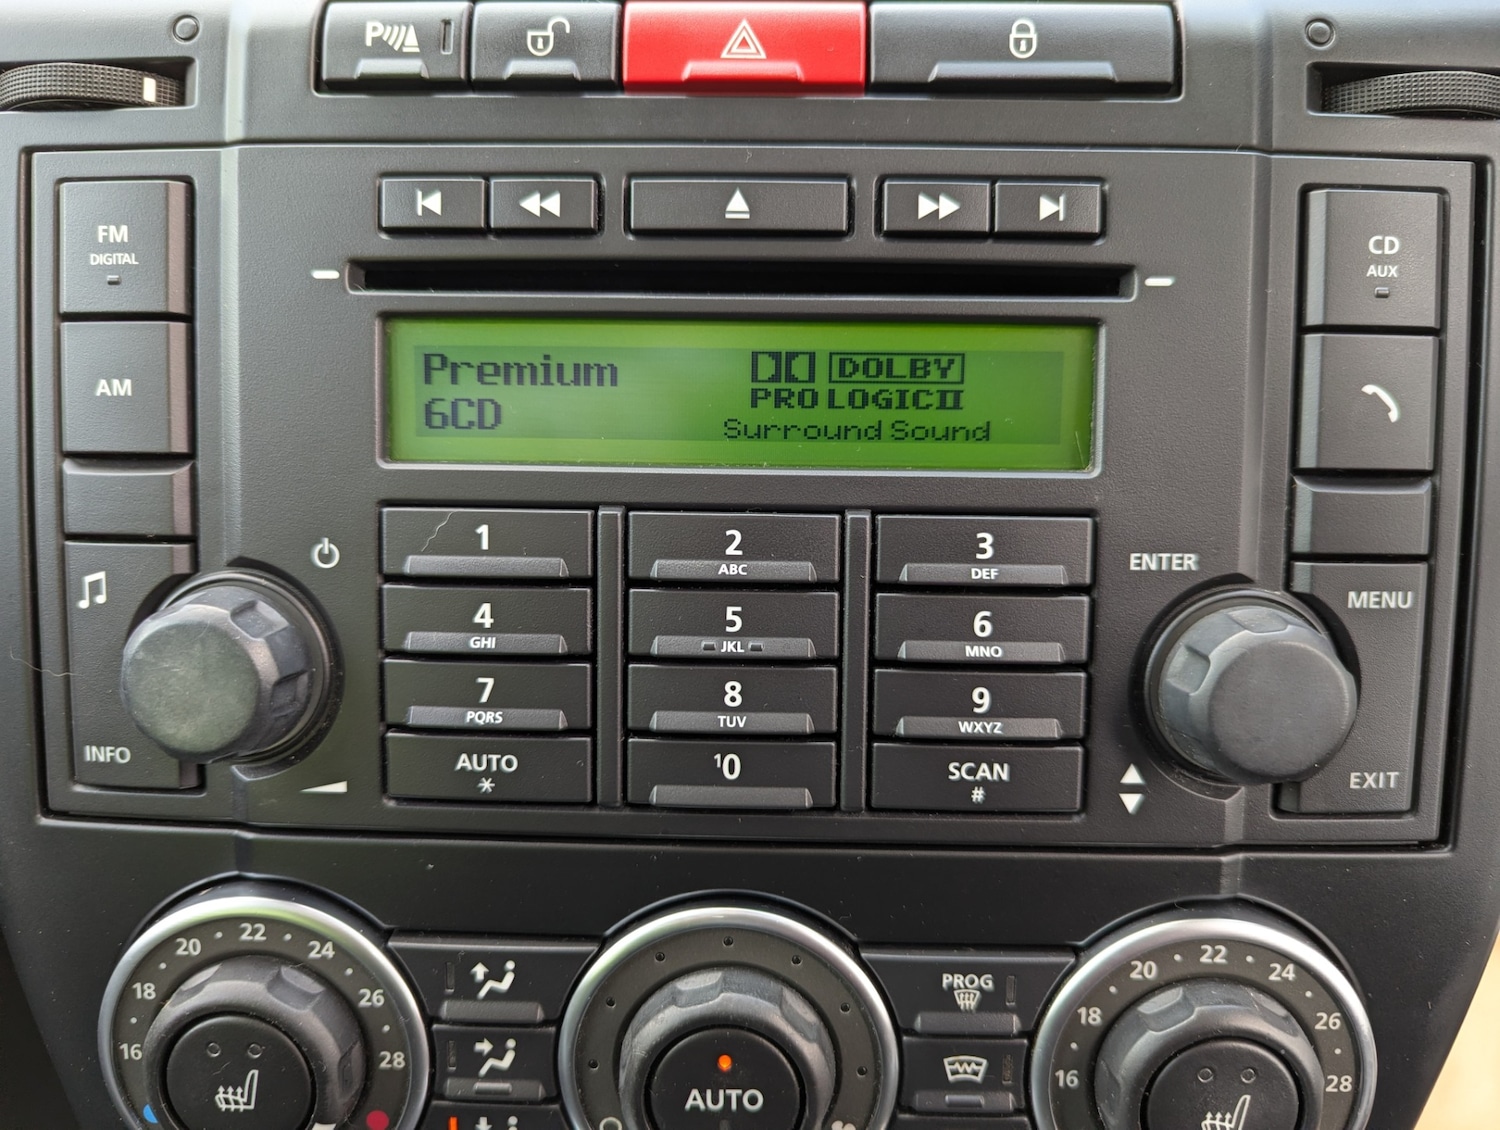 P
FM
DIGITAL
AM
INFO
CD
AUX
MENU
EXIT
Premium
6CD
DOLBY
PRO LOGIC II
Surround Sound
ENTER
1
2
ABC
3
DEF
4
GHI
5
JKL
6
MNO
7
PQRS
8
TUV
9
WXYZ
AUTO
*
10
SCAN
#
16 18 20 22 24 26 28
AUTO
PROG
16 18 20 22 24 26 28